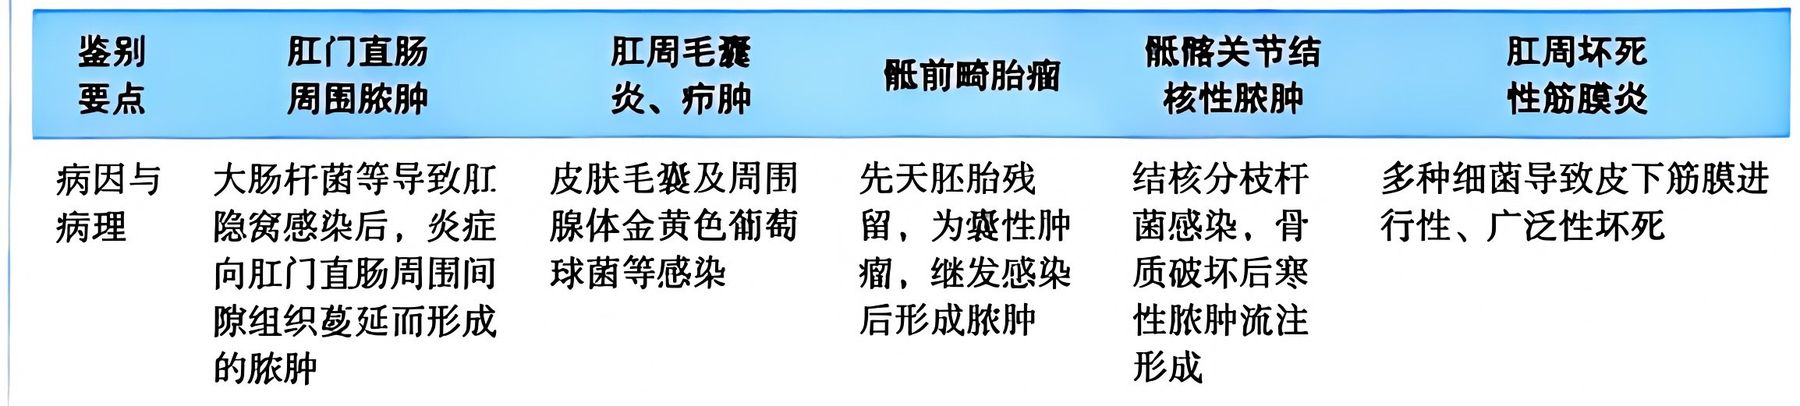 鉴别
要点
肛门直肠
周围脓肿
肛周毛囊
炎、疖肿
骶前畸胎瘤
骶髂关节结
核性脓肿
肛周坏死
性筋膜炎
病因与
病理
大肠杆菌等导致肛
隐窝感染后，炎症
向肛门直肠周围间
隙组织蔓延而形成
的脓肿
皮肤毛囊及周围
腺体金黄色葡萄
球菌等感染
先天胚胎残
留，为囊性肿
瘤，继发感染
后形成脓肿
结核分枝杆
菌感染，骨
质破坏后寒
性脓肿流注
形成
多种细菌导致皮下筋膜进
行性、广泛性坏死